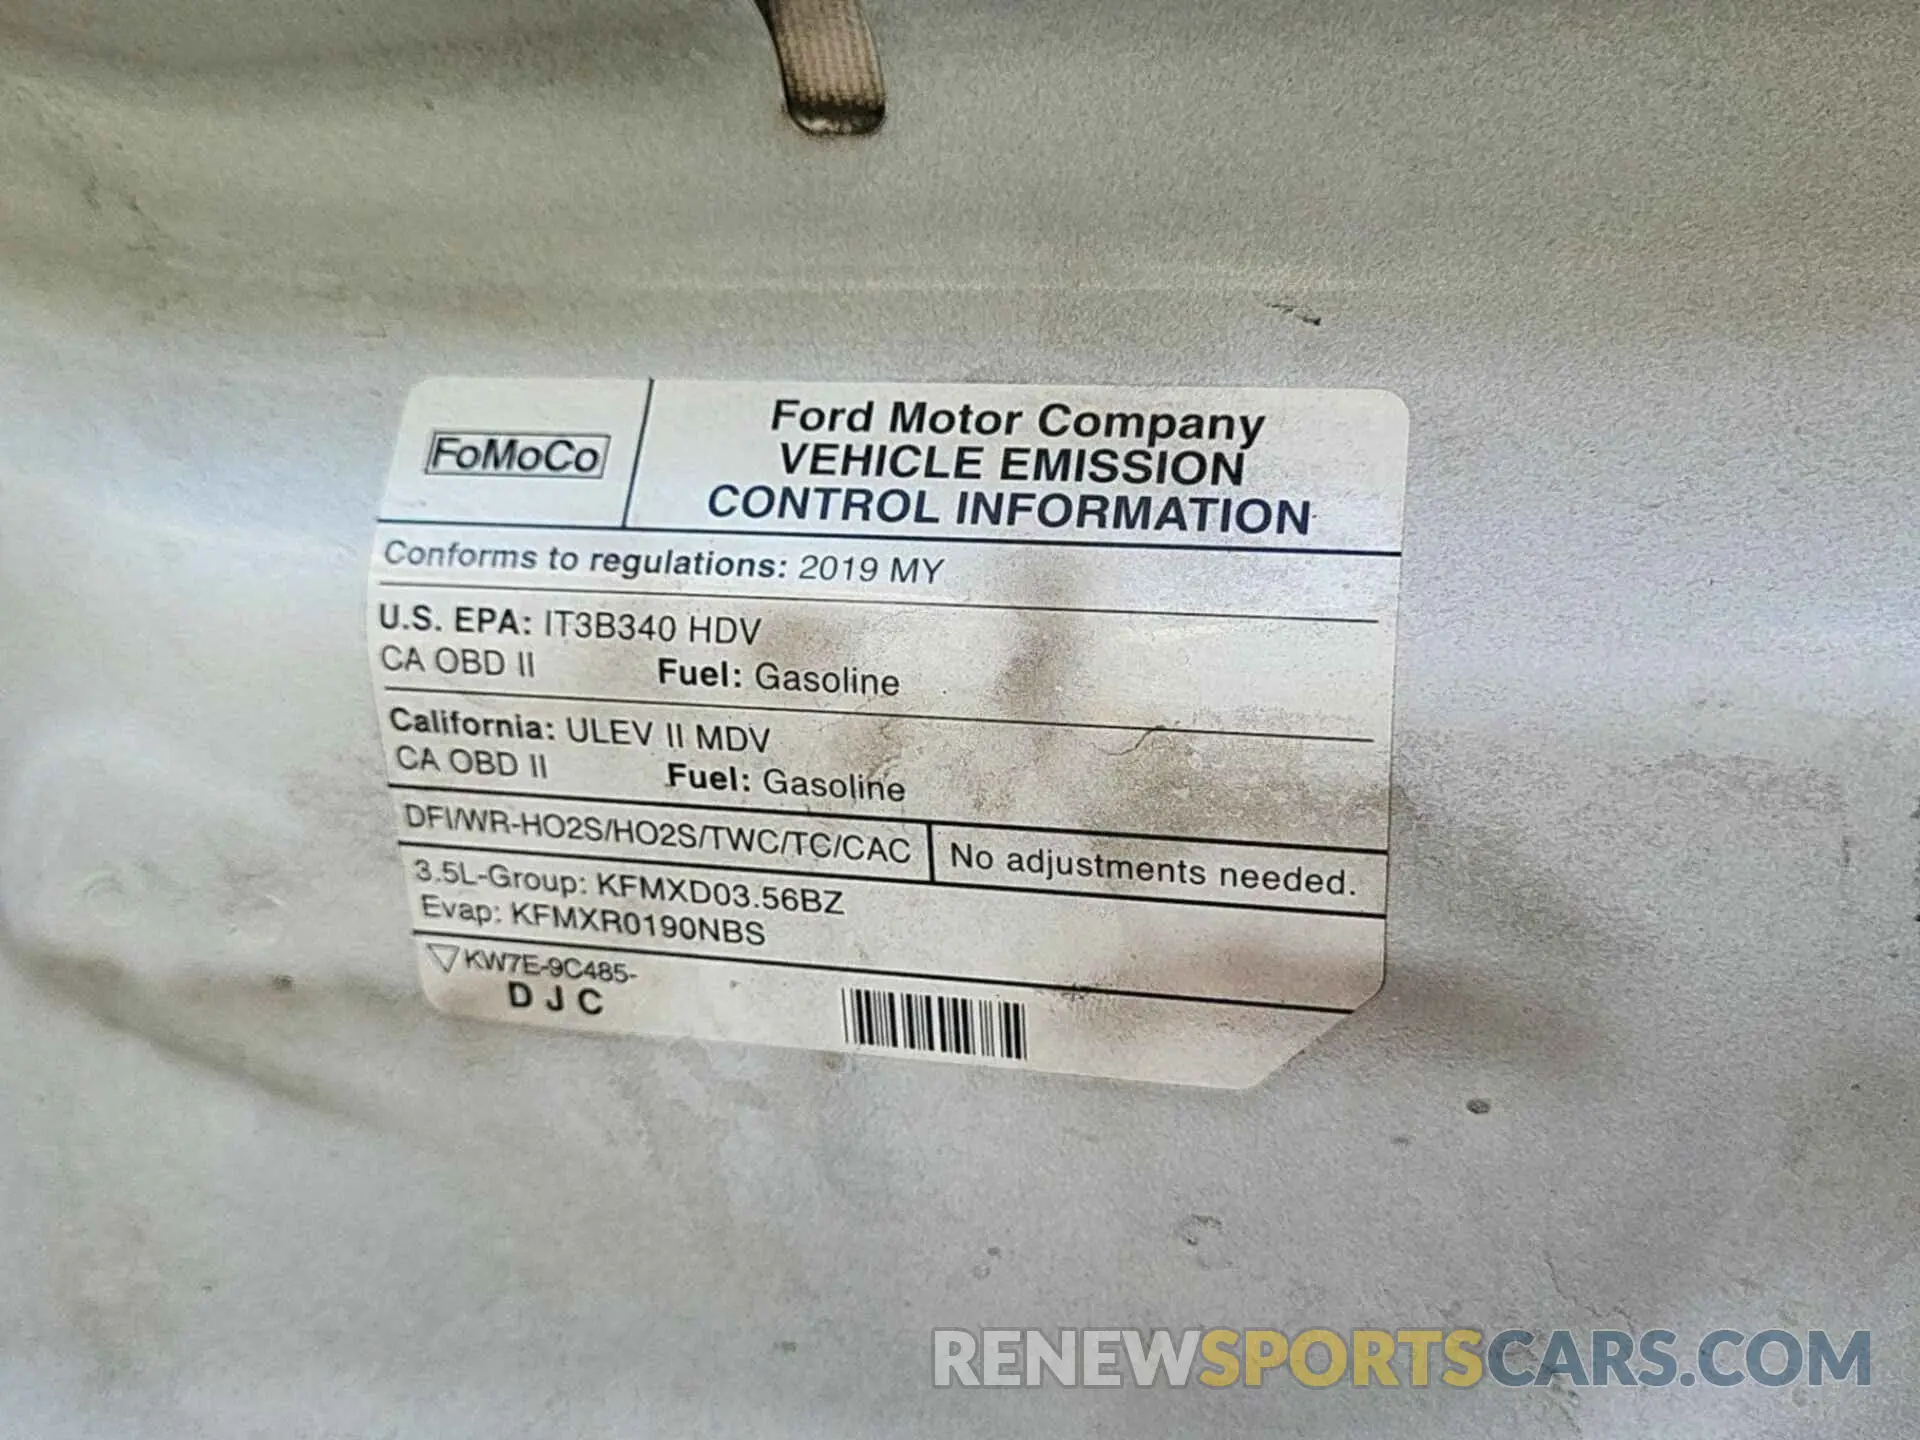 FoMoCo
Ford Motor Company
VEHICLE EMISSION
CONTROL INFORMATION
Conforms to regulations: 2019 MY
U.S. EPA: IT3B340 HDV
CA OBD II Fuel: Gasoline
California: ULEV II MDV
CA OBD II Fuel: Gasoline
DFI/WR-HO2S/HO2S/TWC/TC/CAC
No adjustments needed.
3.5L-Group: KFMXD03.56BZ
Evap: KFMXR0190NBS
KW7E-9C485-
D J C
RENEWSPORTSCARS.COM